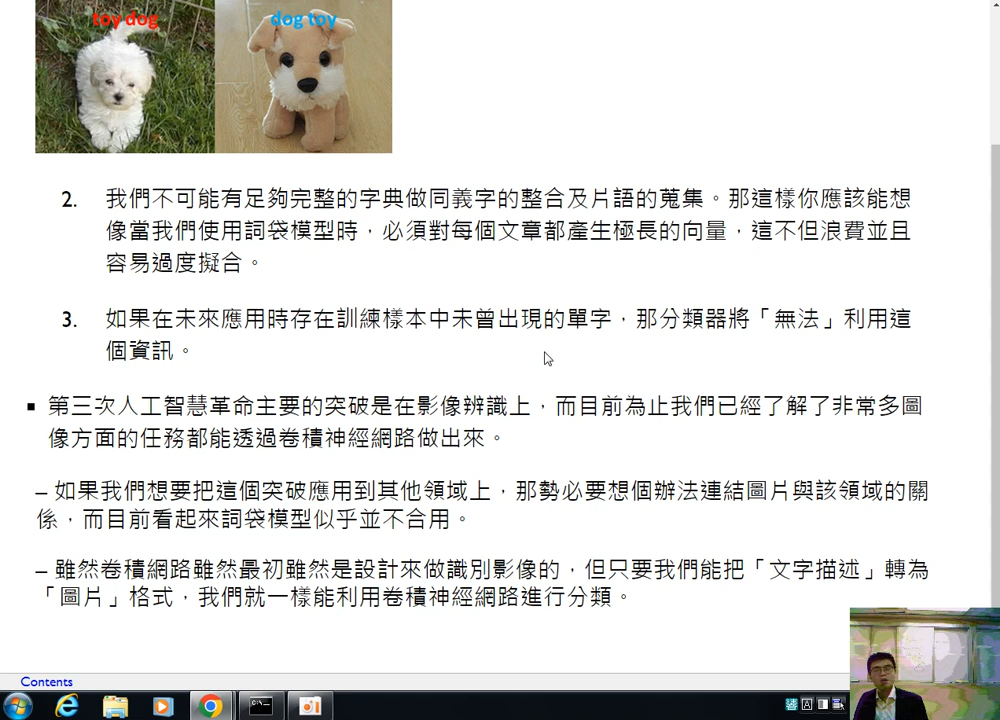 toy dog
dog toy
2. 我們不可能有足夠完整的字典做同義字的整合及片語的蒐集。那這樣你應該能想
像當我們使用詞袋模型時，必須對每個文章都產生極長的向量，這不但浪費並且
容易過度擬合。
3. 如果在未來應用時存在訓練樣本中未曾出現的單字，那分類器將「無法」利用這
個資訊。
▪ 第三次人工智慧革命主要的突破是在影像辨識上，而目前為止我們已經了解了非常多圖
像方面的任務都能透過卷積神經網路做出來。
– 如果我們想要把這個突破應用到其他領域上，那勢必要想個辦法連結圖片與該領域的關
係，而目前看起來詞袋模型似乎並不合用。
– 雖然卷積網路雖然最初雖然是設計來做識別影像的，但只要我們能把「文字描述」轉為
「圖片」格式，我們就一樣能利用卷積神經網路進行分類。
Contents